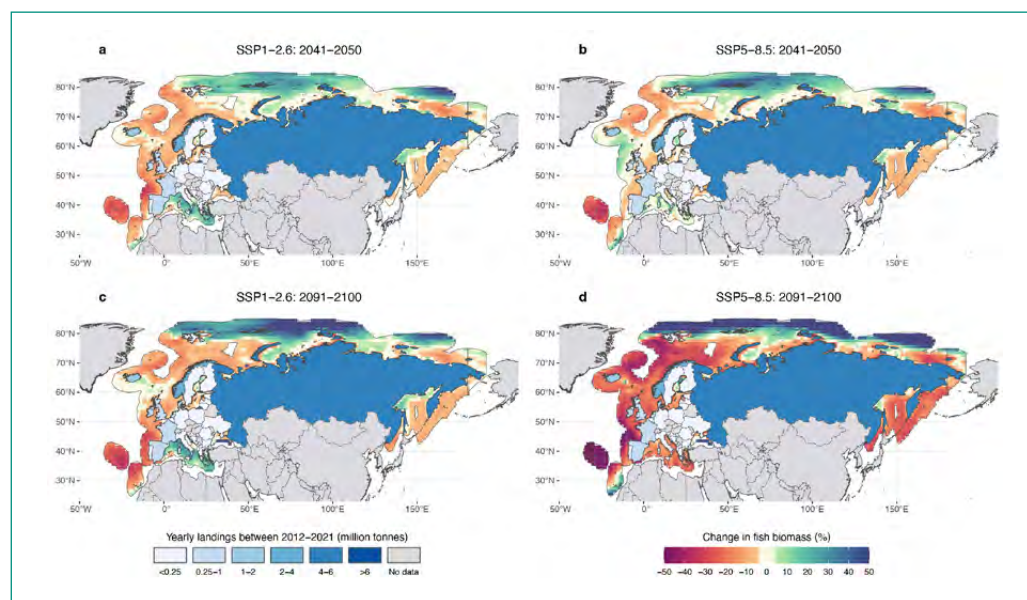 a SSP1−2.6: 2041−2050
b SSP5−8.5: 2041−2050
80°N
70°N
60°N
50°N
40°N
30°N
50°W 0° 50°E 100°E 150°E
80°N
70°N
60°N
50°N
40°N
30°N
50°W 0° 50°E 100°E 150°E
c SSP1−2.6: 2091−2100
d SSP5−8.5: 2091−2100
80°N
70°N
60°N
50°N
40°N
30°N
50°W 0° 50°E 100°E 150°E
80°N
70°N
60°N
50°N
40°N
30°N
50°W 0° 50°E 100°E 150°E
Yearly landings between 2012−2021 (million tonnes)
<0.25 0.25−1 1−2 2−4 4−6 >6 No data
Change in fish biomass (%)
−50 −40 −30 −20 −10 0 10 20 30 40 50